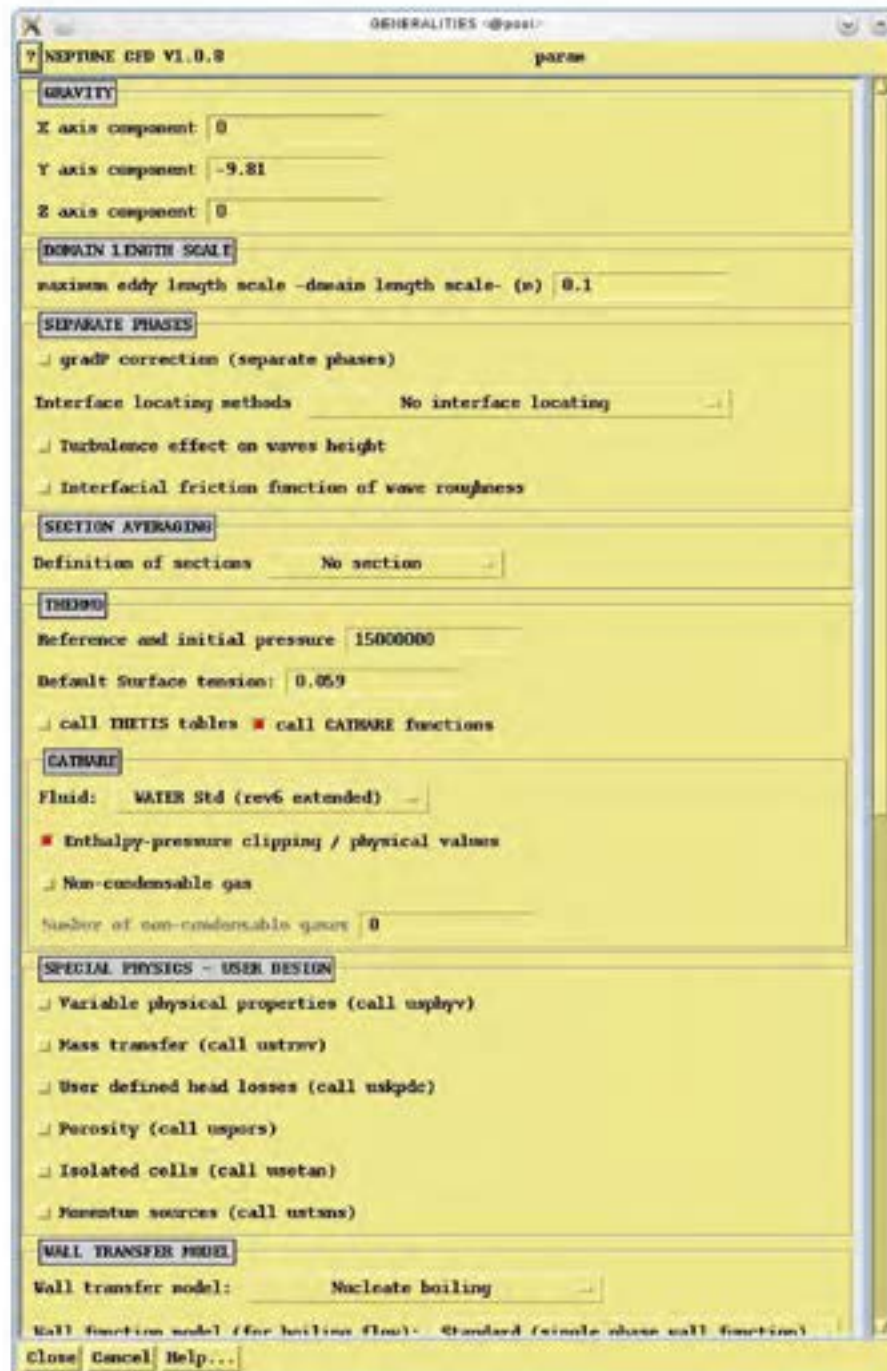 GENERALITIES <@post>
? NEPTUNE CFD V1.0.8 param
GRAVITY
X axis component 0
Y axis component -9.81
Z axis component 0
DOMAIN LENGTH SCALE
maximum eddy length scale -domain length scale- (m) 0.1
SEPARATE PHASES
gradP correction (separate phases)
Interface locating methods No interface locating
Turbulence effect on waves height
Interfacial friction function of wave roughness
SECTION AVERAGING
Definition of sections No section
THERMO
Reference and initial pressure 15000000
Default Surface tension: 0.059
call THETIS tables call CATHARE functions
CATHARE
Fluid: WATER Std (rev6 extended)
Enthalpy-pressure clipping / physical values
Non-condensable gas
Number of non-condensable gases 0
SPECIAL PHYSICS - USER DESIGN
Variable physical properties (call usphyv)
Mass transfer (call ustrmv)
User defined head losses (call uskpdc)
Porosity (call uspors)
Isolated cells (call usetan)
Momentum sources (call ustsns)
WALL TRANSFER MODEL
Wall transfer model: Nucleate boiling
Wall function model (for boiling flow): Standard (single phase wall function)
Close Cancel Help...